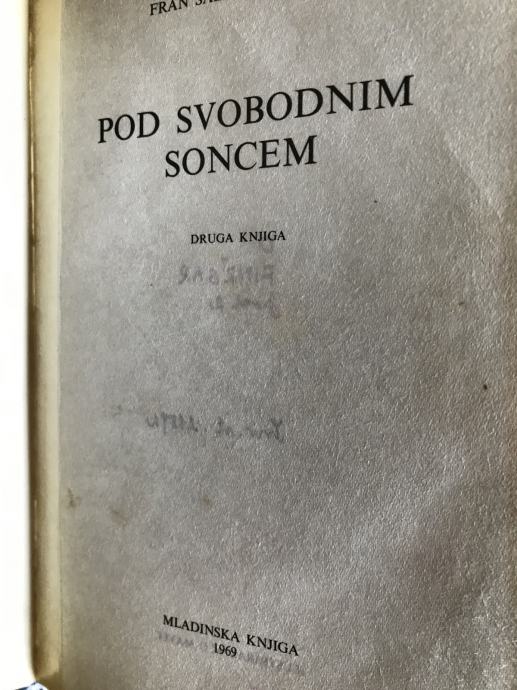 FRAN
POD SVOBODNIM
SONCEM
DRUGA KNJIGA
MLADINSKA KNJIGA
1969